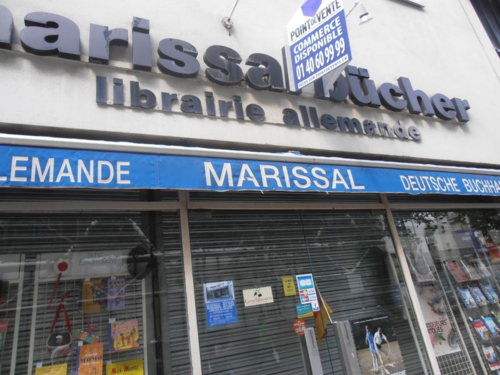 POINT DE VENTE
COMMERCE
DISPONIBLE
01 40 60 99 99
marissal bücher
librairie allemande
LEMANDE MARISSAL DEUTSCHE BUCHHA